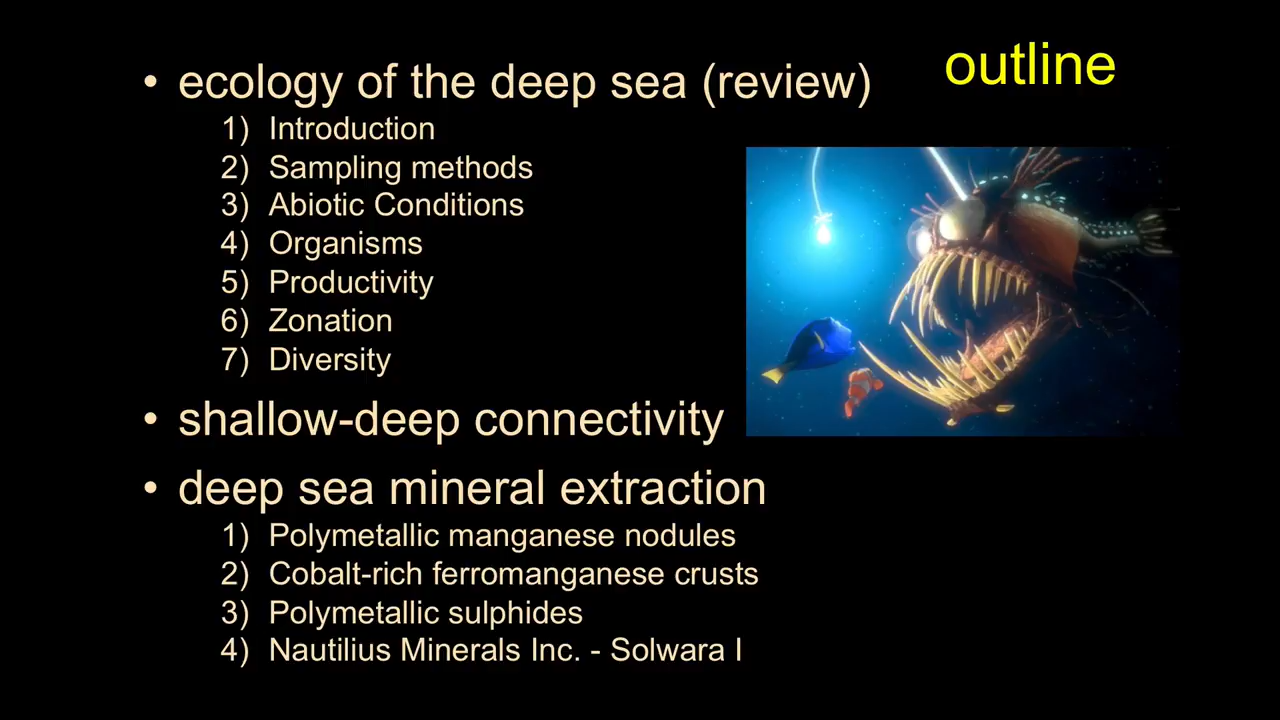 outline
• ecology of the deep sea (review)
1) Introduction
2) Sampling methods
3) Abiotic Conditions
4) Organisms
5) Productivity
6) Zonation
7) Diversity
• shallow-deep connectivity
• deep sea mineral extraction
1) Polymetallic manganese nodules
2) Cobalt-rich ferromanganese crusts
3) Polymetallic sulphides
4) Nautilius Minerals Inc. - Solwara I